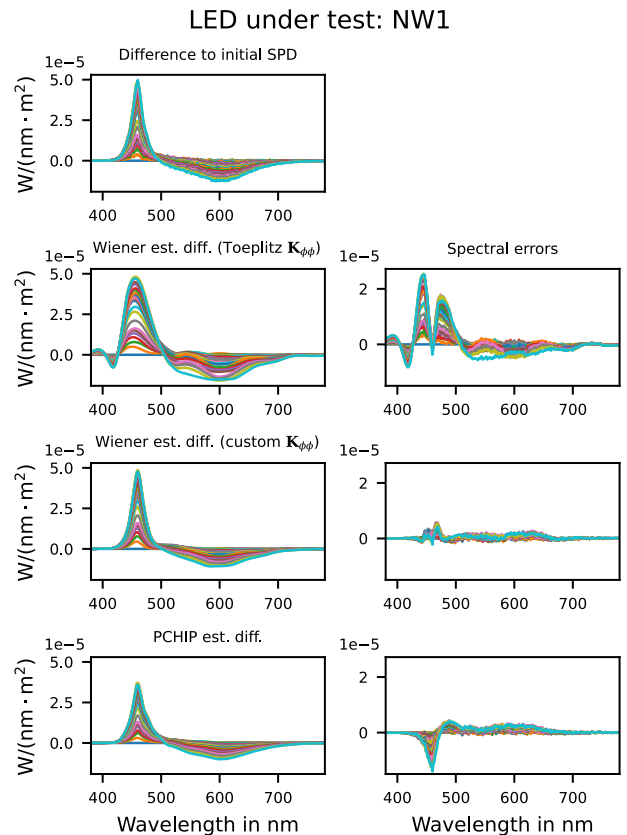 LED under test: NW1
Difference to initial SPD
1e−5
5.0
2.5
0.0
W/(nm · m²)
400 500 600 700
Wiener est. diff. (Toeplitz K_ϕϕ)
1e−5
5.0
2.5
0.0
W/(nm · m²)
400 500 600 700
Spectral errors
1e−5
2
0
400 500 600 700
Wiener est. diff. (custom K_ϕϕ)
1e−5
5.0
2.5
0.0
W/(nm · m²)
400 500 600 700
1e−5
2
0
400 500 600 700
PCHIP est. diff.
1e−5
5.0
2.5
0.0
W/(nm · m²)
400 500 600 700
Wavelength in nm
1e−5
2
0
400 500 600 700
Wavelength in nm